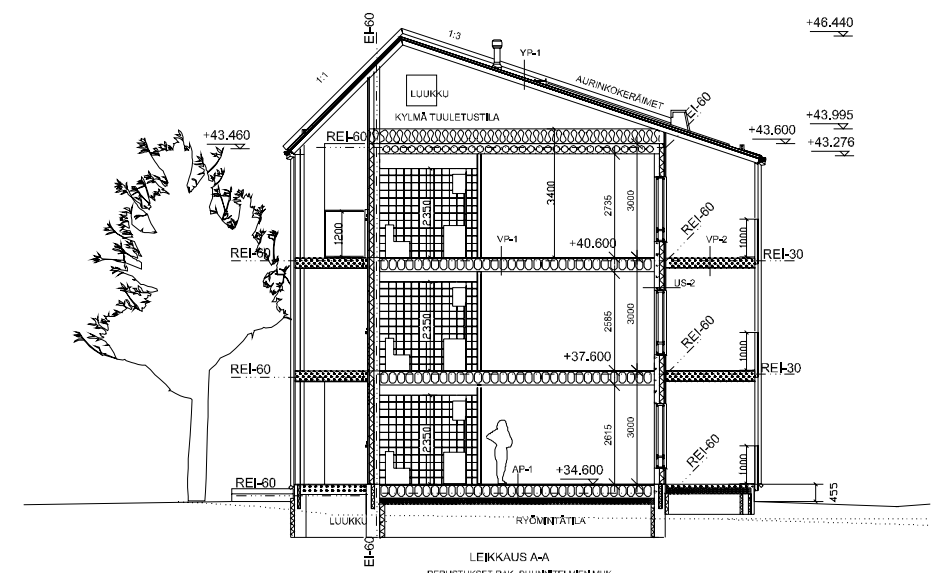 EI-60
+46.440
1:3
YP-1
1:1
LUUKKU
AURINKOKERÄIMET
REI-60
KYLMÄ TUULETUSTILA
+43.995
+43.460
REI-60
+43.600
+43.276
2350
3400
2735
3000
1200
REI-60
1000
REI-60
VP-1
+40.600
VP-2
REI-30
US-2
2350
2585
3000
REI-60
1000
REI-60
+37.600
REI-30
2350
2615
3000
REI-60
1000
REI-60
AP-1
+34.600
455
LUUKKU
RYÖMINTÄTILA
EI-60
LEIKKAUS A-A